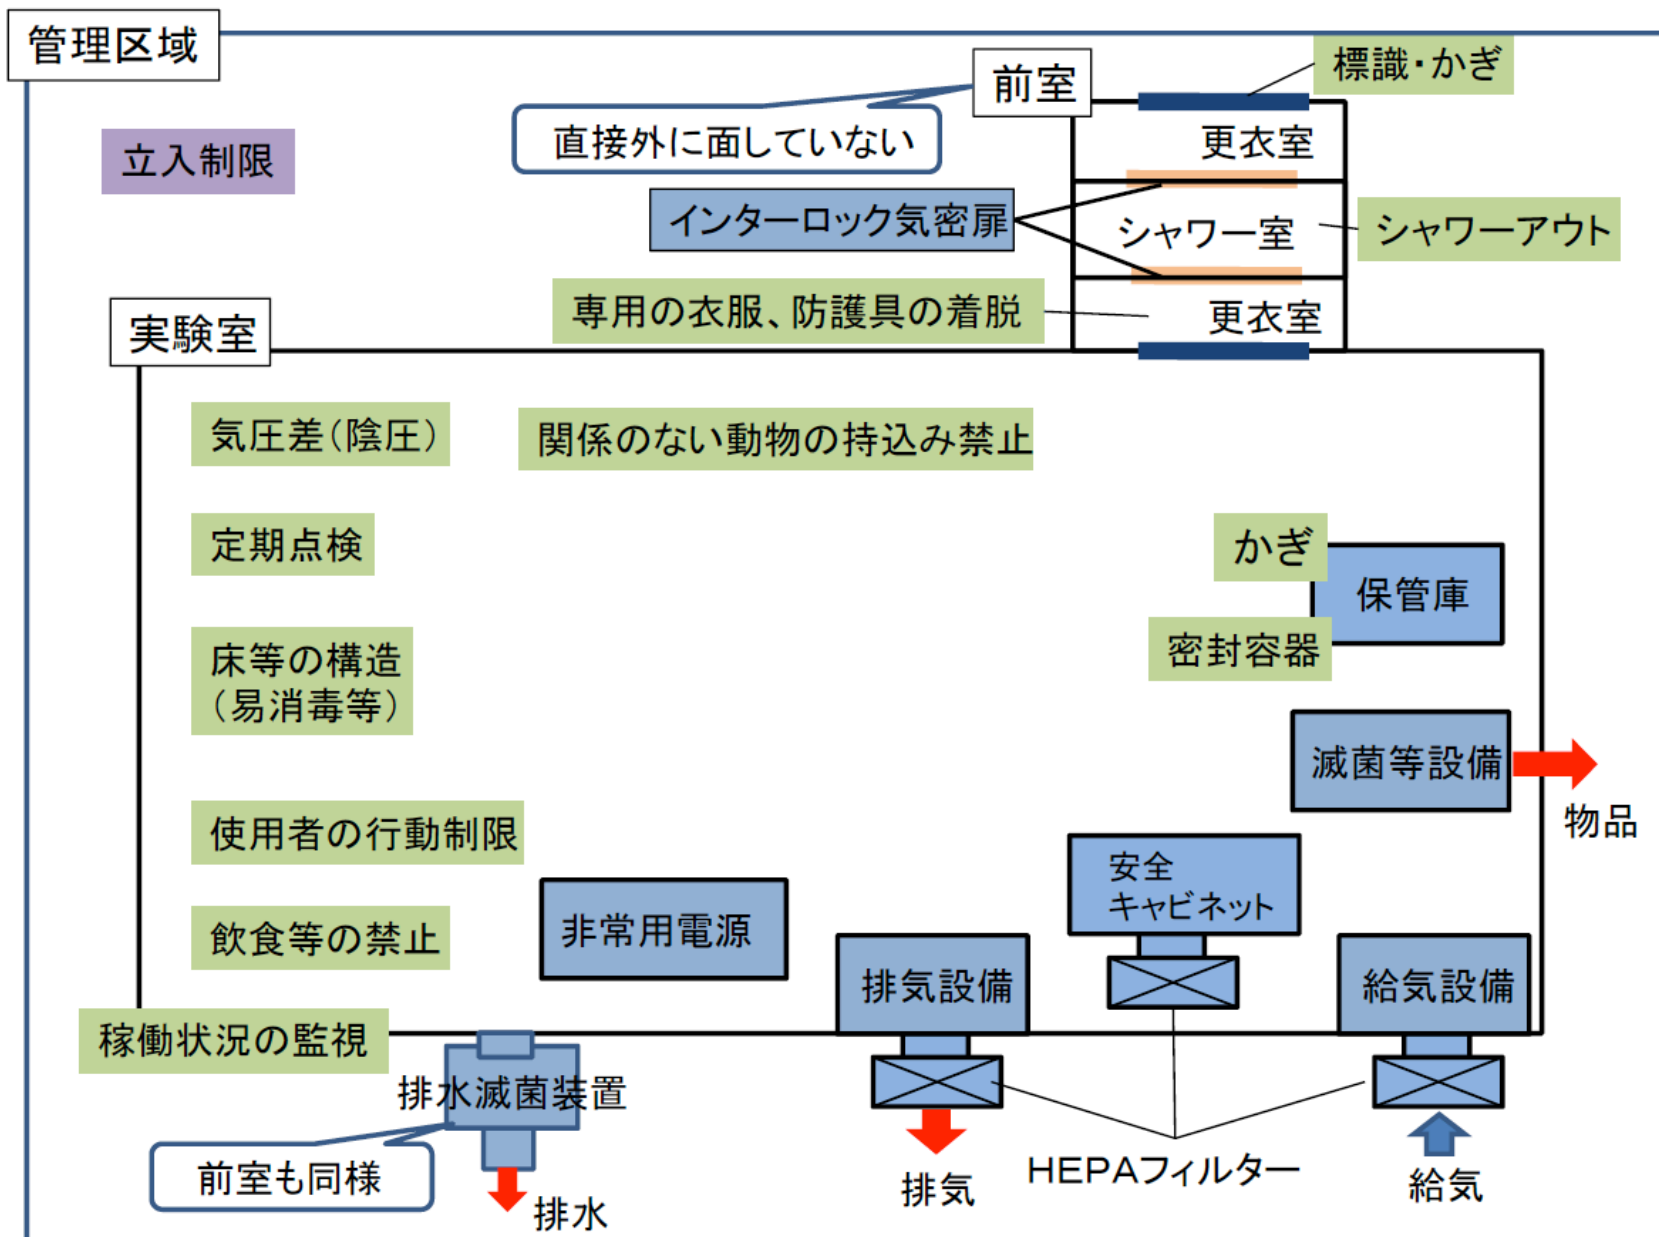 管理区域
標識・かぎ
前室
直接外に面していない
更衣室
立入制限
インターロック気密扉
シャワー室
シャワーアウト
専用の衣服、防護具の着脱
更衣室
実験室
気圧差(陰圧)
関係のない動物の持込み禁止
定期点検
かぎ
保管庫
密封容器
床等の構造
(易消毒等)
滅菌等設備
物品
使用者の行動制限
安全
キャビネット
飲食等の禁止
非常用電源
排気設備
給気設備
稼働状況の監視
排水滅菌装置
前室も同様
排水
排気
HEPAフィルター
給気